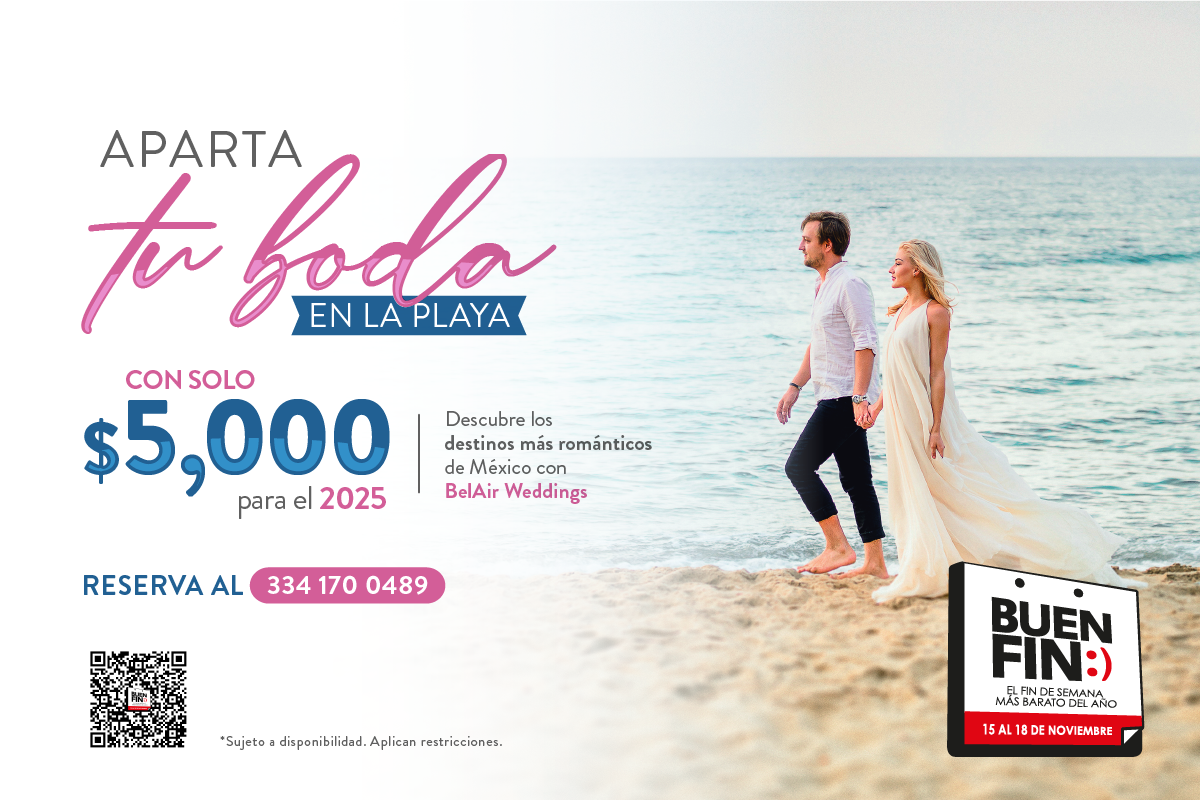 APARTA
tu boda
EN LA PLAYA
CON SOLO
$5,000
para el 2025
Descubre los
destinos más románticos
de México con
BelAir Weddings
RESERVA AL 334 170 0489
BUEN
FIN
*Sujeto a disponibilidad. Aplican restricciones.
BUEN
FIN:)
EL FIN DE SEMANA
MÁS BARATO DEL AÑO
15 AL 18 DE NOVIEMBRE